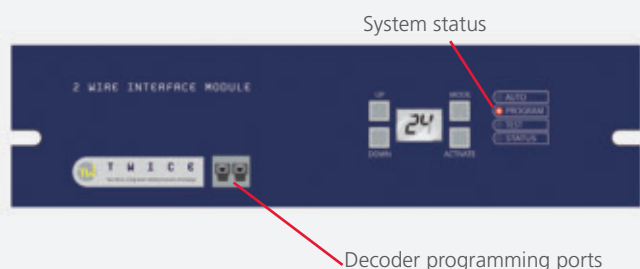 System status
2 WIRE INTERFACE MODULE
UP
MODE
24
DOWN
ACTIVATE
AUTO
PROGRAM
TEST
STATUS
TWICE
Decoder programming ports